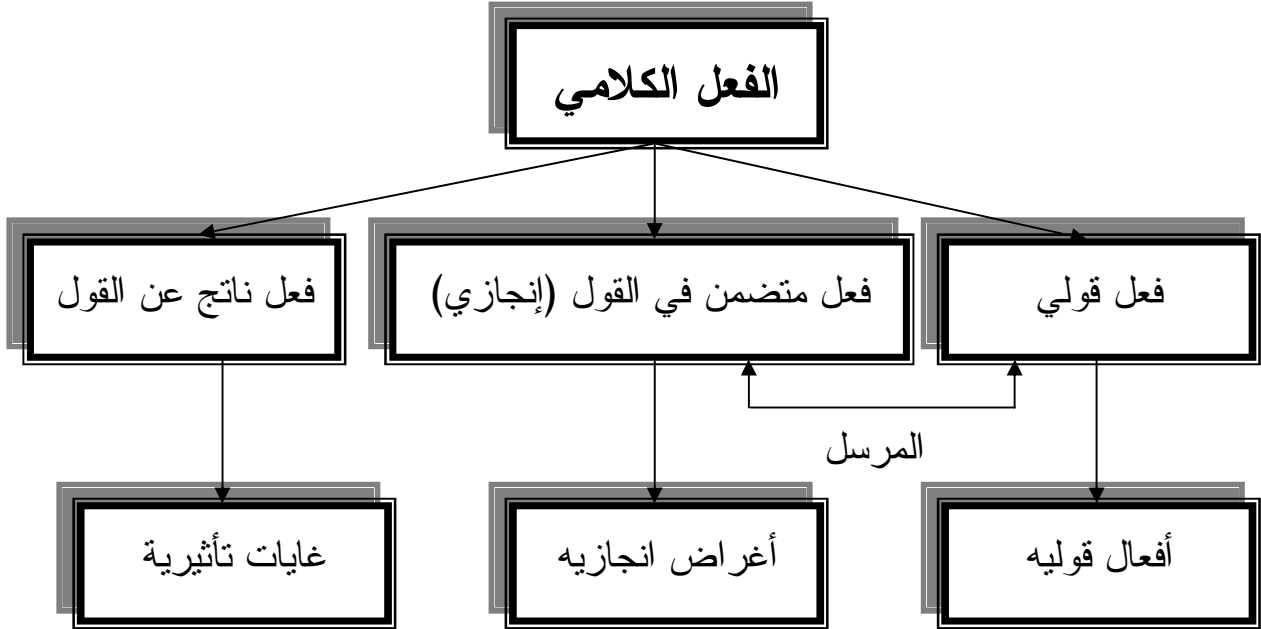 الفعل الكلامي
فعل قولي
فعل متضمن في القول (إنجازي)
فعل ناتج عن القول
المرسل
أفعال قوليه
أغراض انجازيه
غايات تأثيرية